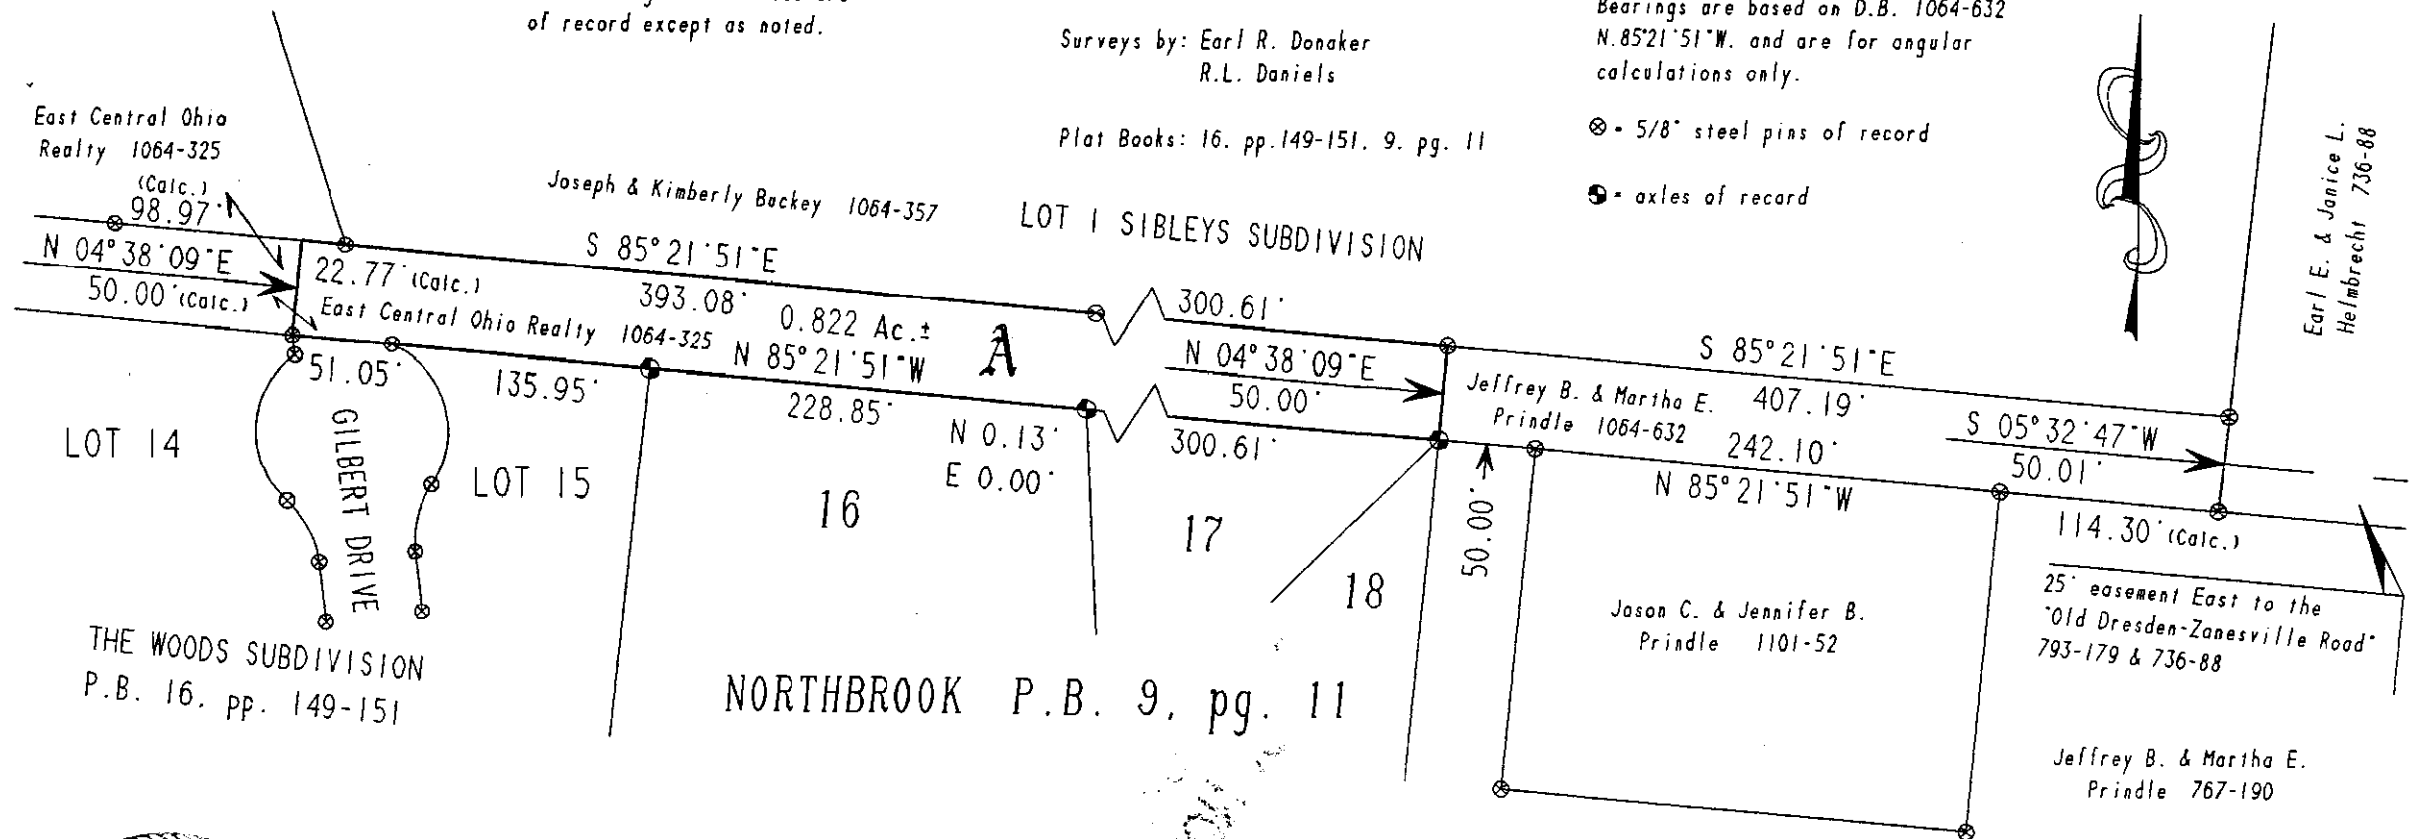 of record except as noted.
Surveys by: Earl R. Donaker
R.L. Daniels
Plat Books: 16. pp.149-151. 9. pg. 11
Bearings are based on D.B. 1064-632
N.85°21'51"W. and are for angular
calculations only.
⊗ - 5/8" steel pins of record
= axles of record
East Central Ohio
Realty 1064-325
(Calc.)
98.97'
N 04°38'09"E
50.00'(Calc.)
22.77'(Calc.)
East Central Ohio Realty 1064-325
Joseph & Kimberly Buckey 1064-357
LOT 1 SIBLEYS SUBDIVISION
S 85°21'51"E
393.08'
0.822 Ac.±
A
N 85°21'51"W
300.61'
N 04°38'09"E
50.00'
300.61'
S 85°21'51"E
Jeffrey B. & Martha E.
Prindle 1064-632
407.19'
242.10'
N 85°21'51"W
S 05°32'47"W
50.01'
Earl E. & Janice L.
Helmbrecht 736-88
51.05'
135.95'
228.85'
N 0.13'
E 0.00'
LOT 14
GILBERT DRIVE
LOT 15
16
17
18
50.00'
114.30'(Calc.)
25' easement East to the
"Old Dresden-Zanesville Road"
793-179 & 736-88
Jason C. & Jennifer B.
Prindle 1101-52
THE WOODS SUBDIVISION
P.B. 16. pp. 149-151
NORTHBROOK P.B. 9, pg. 11
Jeffrey B. & Martha E.
Prindle 767-190